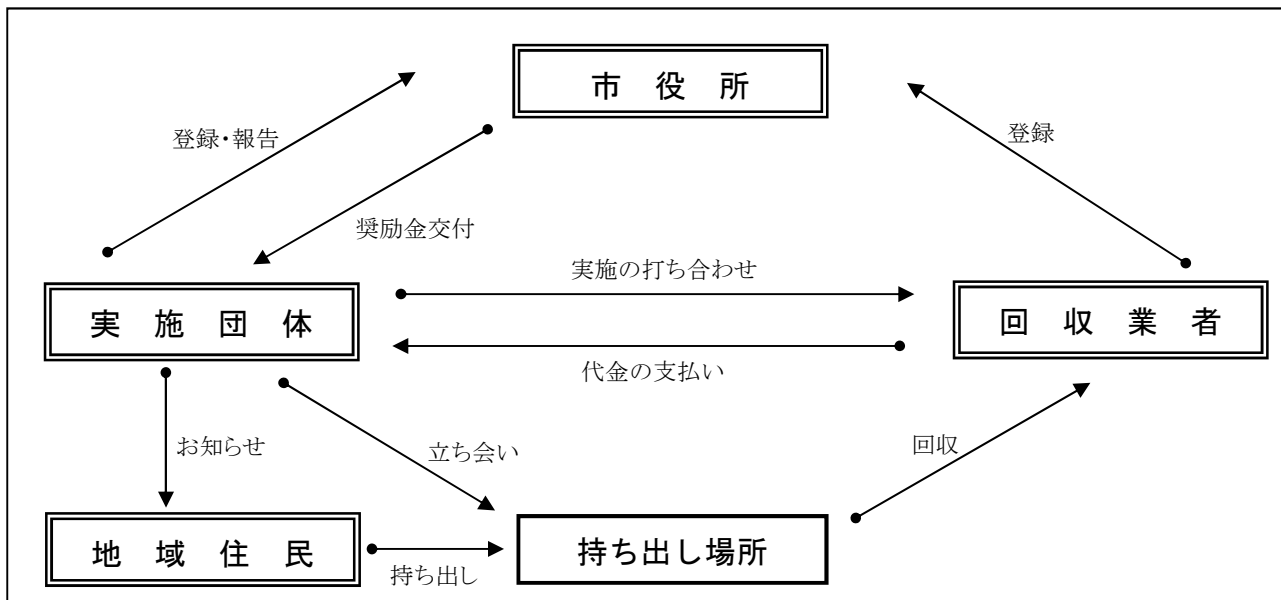 市役所
登録・報告
登録
奨励金交付
実施の打ち合わせ
実施団体
回収業者
代金の支払い
お知らせ
立ち会い
回収
地域住民
持ち出し場所
持ち出し